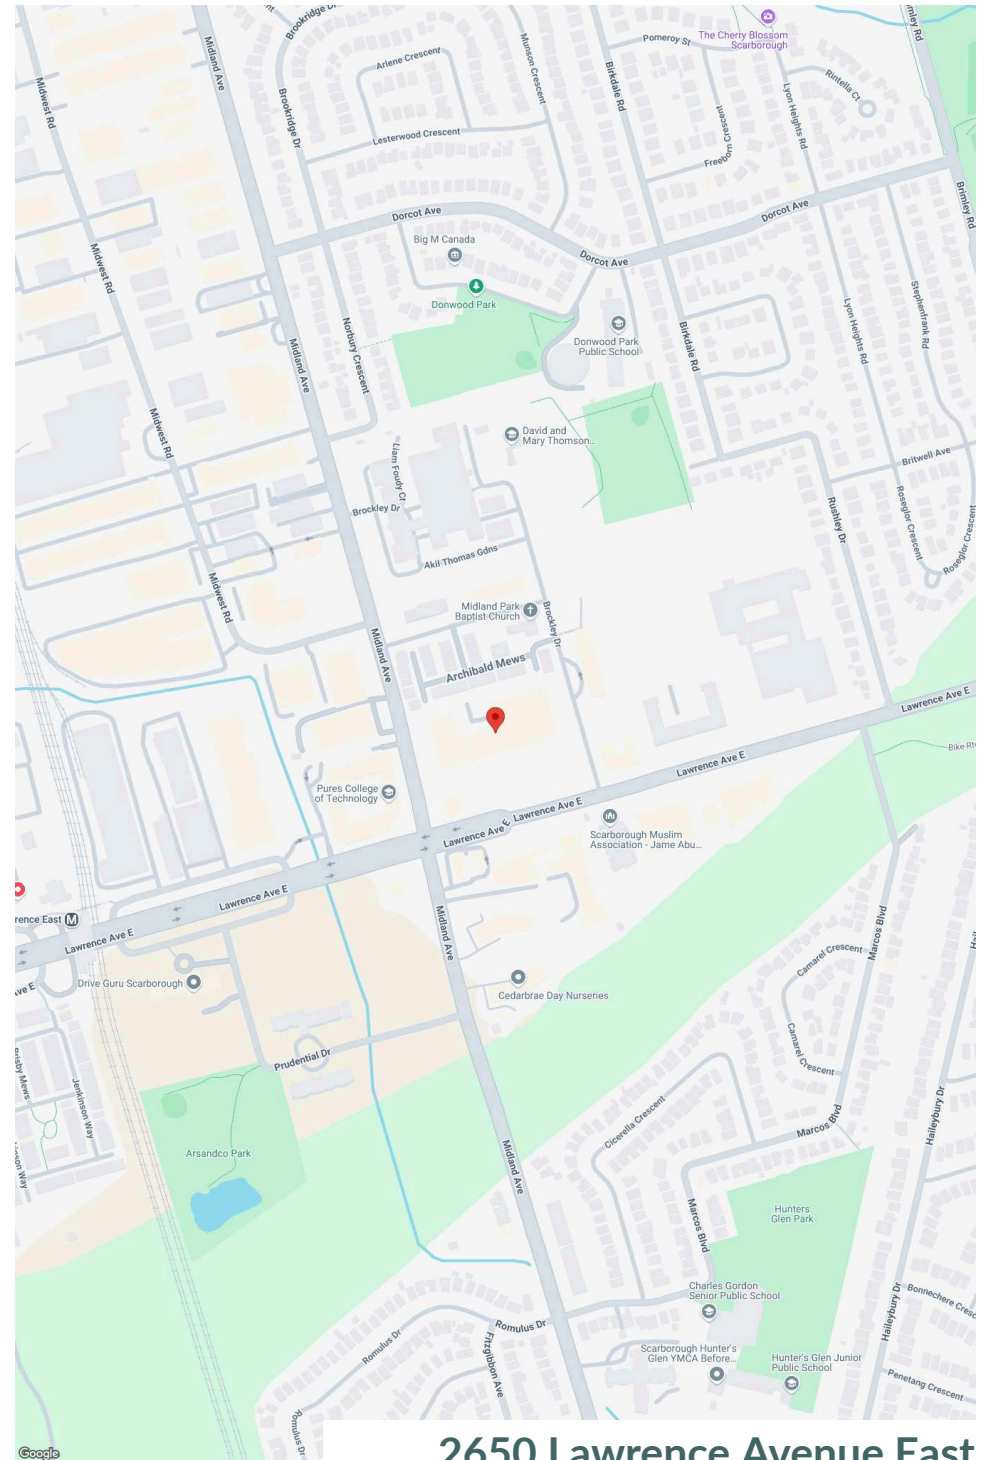 Brookridge Dr
Midland Ave
Munson Crescent
Pomeroy St
The Cherry Blossom
Scarborough
Arlene Crescent
Midwest Rd
Birkdale Rd
Rintella Ct
Brookridge Dr
Lyon Heights Rd
Lesterwood Crescent
Freeborn Crescent
Brimley Rd
Dorcot Ave
Dorcot Ave
Big M Canada
Dorcot Ave
Midwest Rd
Donwood Park
Stephenfrank Rd
Norbury Crescent
Lyon Heights Rd
Donwood Park
Public School
Birkdale Rd
Midland Ave
Midwest Rd
David and
Mary Thomson...
Liam Foudy Ct
Britwell Ave
Brockley Dr
Rushley Dr
Roseglor Crescent
Roseglor Crescent
Akil Thomas Gdns
Midwest Rd
Midland Park
Baptist Church
Brockley Dr
Midland Ave
Archibald Mews
Lawrence Ave E
Bike Rte
Lawrence Ave E
Pures College
of Technology
Lawrence Ave E
Lawrence Ave E
Scarborough Muslim
Association - Jame Abu...
Lawrence Ave E
rence East M
Lawrence Ave E
Midland Ave
Marcos Blvd
Camarel Crescent
Drive Guru Scarborough
Cedarbrae Day Nurseries
ve E
Prudential Dr
Camarel Crescent
Jenkinson Way
Cicerella Crescent
Haileybury Dr
Marcos Blvd
Arsandco Park
Midland Ave
Marcos Blvd
Hunters
Glen Park
Charles Gordon
Senior Public School
Haileybury Dr
Romulus Dr
Romulus Dr
Fitzgibbon Ave
Scarborough Hunter's
Glen YMCA Before...
Hunter's Glen Junior
Public School
Penetang Crescent
Romulus Dr
Google
2650 Lawrence Avenue East